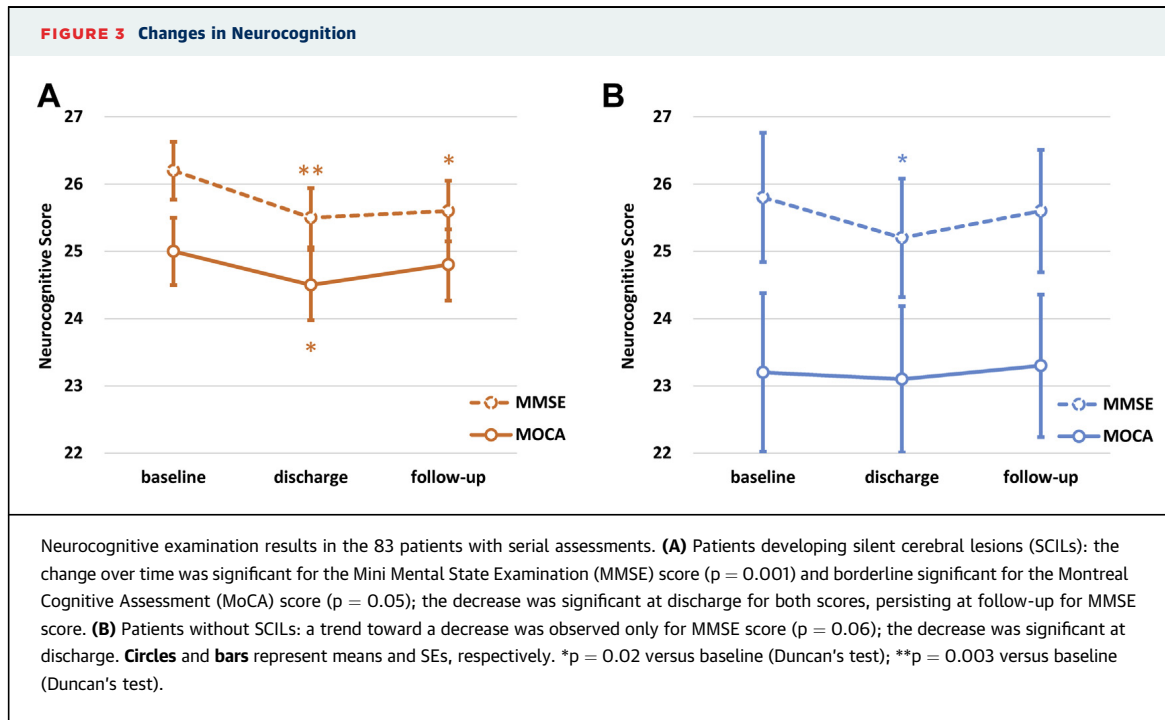 FIGURE 3 Changes in Neurocognition
A
27
26
25
24
23
22
Neurocognitive Score
**
*
*
MMSE
MOCA
baseline discharge follow-up
B
27
26
25
24
23
22
Neurocognitive Score
*
MMSE
MOCA
baseline discharge follow-up
Neurocognitive examination results in the 83 patients with serial assessments. (A) Patients developing silent cerebral lesions (SCILs): the
change over time was significant for the Mini Mental State Examination (MMSE) score (p = 0.001) and borderline significant for the Montreal
Cognitive Assessment (MoCA) score (p = 0.05); the decrease was significant at discharge for both scores, persisting at follow-up for MMSE
score. (B) Patients without SCILs: a trend toward a decrease was observed only for MMSE score (p = 0.06); the decrease was significant at
discharge. Circles and bars represent means and SEs, respectively. *p = 0.02 versus baseline (Duncan's test); **p = 0.003 versus baseline
(Duncan's test).